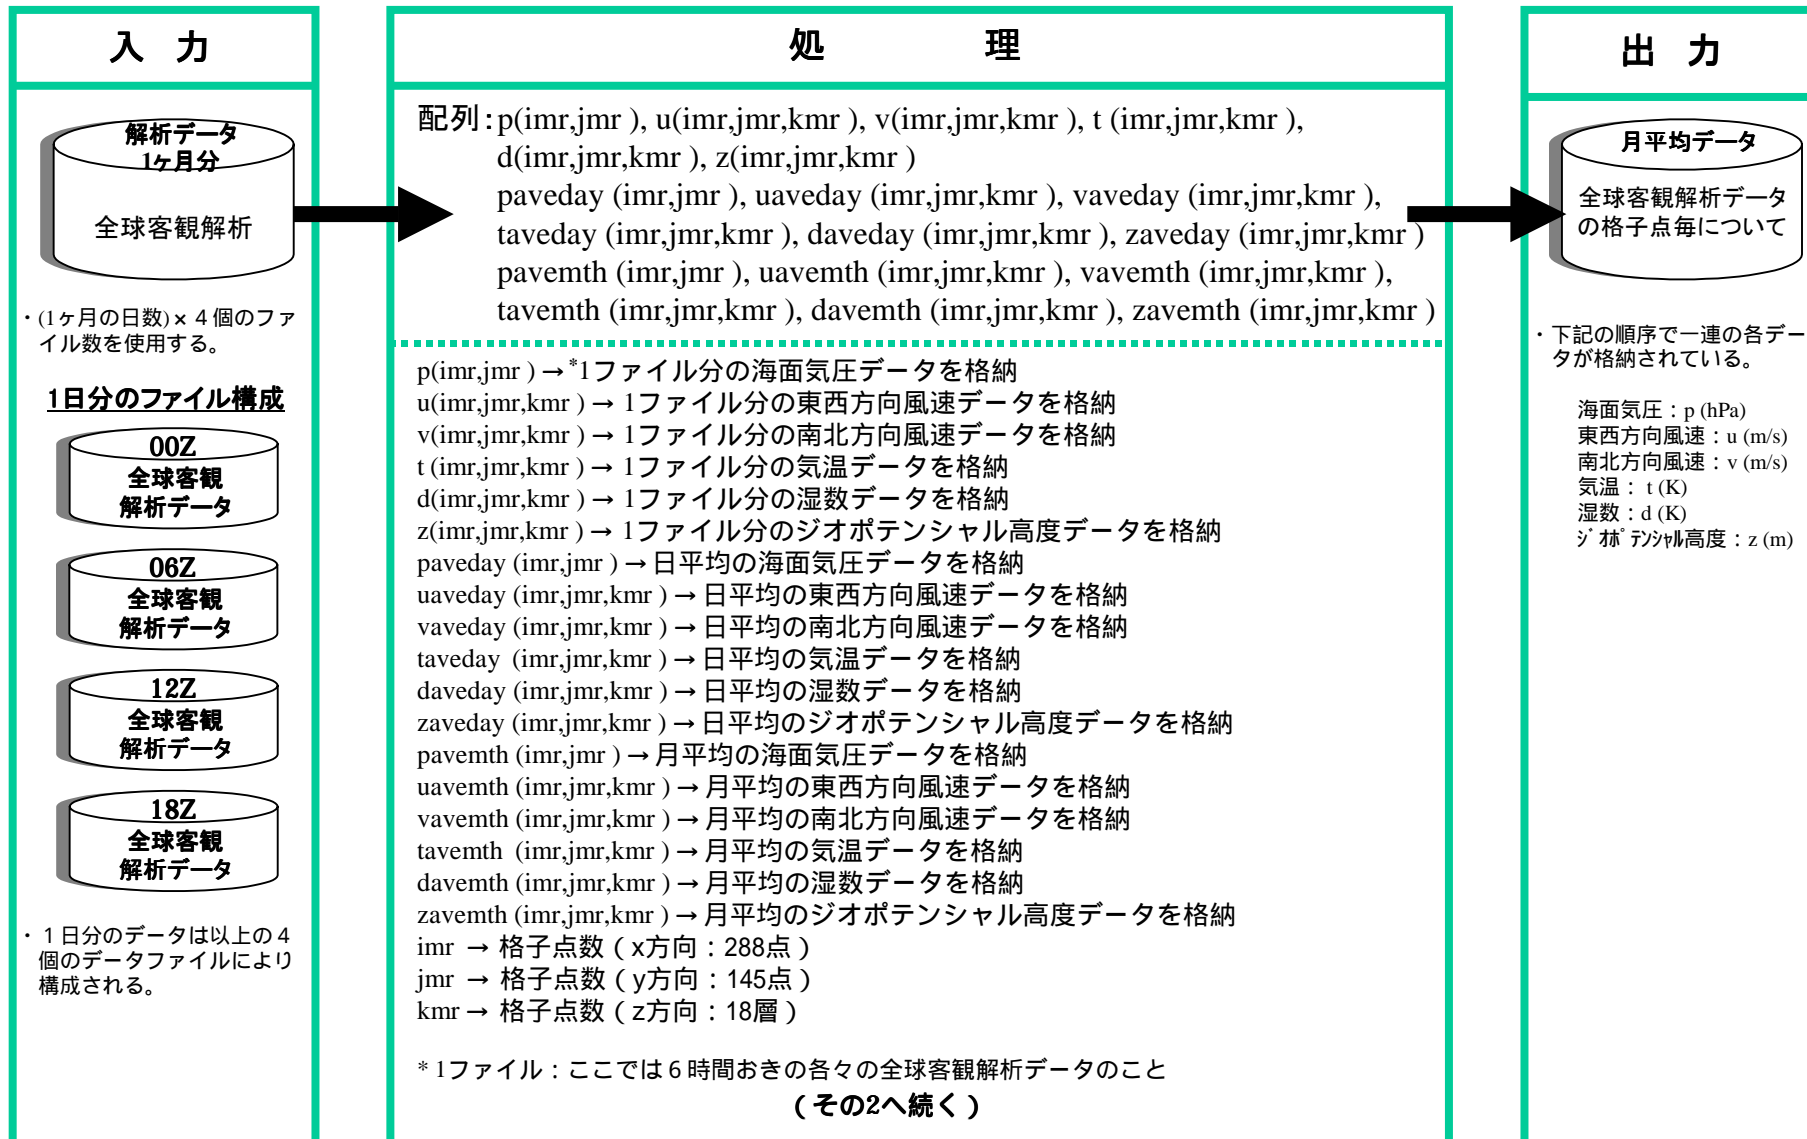 入 力
解析データ
1ヶ月分
全球客観解析
・(1ヶ月の日数)×４個のファ
イル数を使用する。
1日分のファイル構成
00Z
全球客観
解析データ
06Z
全球客観
解析データ
12Z
全球客観
解析データ
18Z
全球客観
解析データ
・１日分のデータは以上の４
個のデータファイルにより
構成される。
処 理
配列:p(imr,jmr ), u(imr,jmr,kmr ), v(imr,jmr,kmr ), t (imr,jmr,kmr ),
d(imr,jmr,kmr ), z(imr,jmr,kmr )
paveday (imr,jmr ), uaveday (imr,jmr,kmr ), vaveday (imr,jmr,kmr ),
taveday (imr,jmr,kmr ), daveday (imr,jmr,kmr ), zaveday (imr,jmr,kmr )
pavemth (imr,jmr ), uavemth (imr,jmr,kmr ), vavemth (imr,jmr,kmr ),
tavemth (imr,jmr,kmr ), davemth (imr,jmr,kmr ), zavemth (imr,jmr,kmr )
p(imr,jmr ) → *1ファイル分の海面気圧データを格納
u(imr,jmr,kmr ) → 1ファイル分の東西方向風速データを格納
v(imr,jmr,kmr ) → 1ファイル分の南北方向風速データを格納
t (imr,jmr,kmr ) → 1ファイル分の気温データを格納
d(imr,jmr,kmr ) → 1ファイル分の湿数データを格納
z(imr,jmr,kmr ) → 1ファイル分のジオポテンシャル高度データを格納
paveday (imr,jmr ) → 日平均の海面気圧データを格納
uaveday (imr,jmr,kmr ) → 日平均の東西方向風速データを格納
vaveday (imr,jmr,kmr ) → 日平均の南北方向風速データを格納
taveday (imr,jmr,kmr ) → 日平均の気温データを格納
daveday (imr,jmr,kmr ) → 日平均の湿数データを格納
zaveday (imr,jmr,kmr ) → 日平均のジオポテンシャル高度データを格納
pavemth (imr,jmr ) → 月平均の海面気圧データを格納
uavemth (imr,jmr,kmr ) → 月平均の東西方向風速データを格納
vavemth (imr,jmr,kmr ) → 月平均の南北方向風速データを格納
tavemth (imr,jmr,kmr ) → 月平均の気温データを格納
davemth (imr,jmr,kmr ) → 月平均の湿数データを格納
zavemth (imr,jmr,kmr ) → 月平均のジオポテンシャル高度データを格納
imr → 格子点数（x方向：288点）
jmr → 格子点数（y方向：145点）
kmr → 格子点数（z方向：18層）
* 1ファイル：ここでは６時間おきの各々の全球客観解析データのこと
（その2へ続く）
出 力
月平均データ
全球客観解析データ
の格子点毎について
・下記の順序で一連の各デー
タが格納されている。
海面気圧：p (hPa)
東西方向風速：u (m/s)
南北方向風速：v (m/s)
気温： t (K)
湿数：d (K)
ｼﾞｵﾎﾟﾃﾝｼｬﾙ高度：z (m)